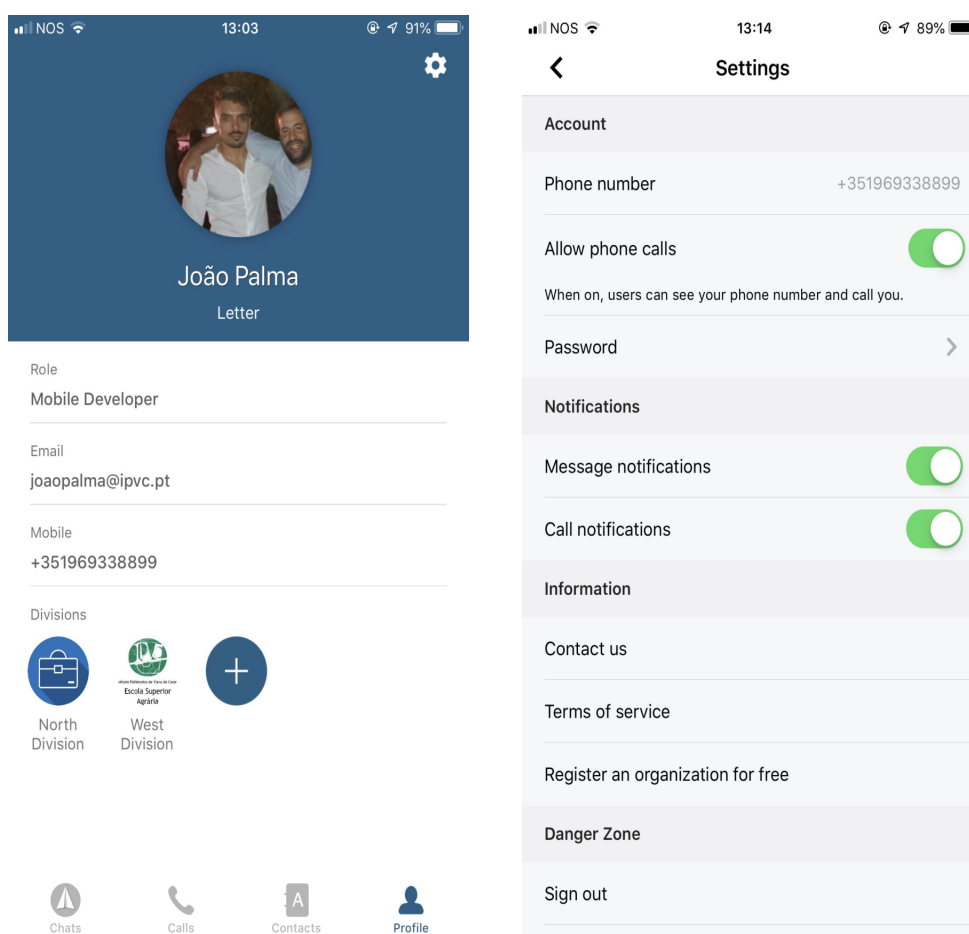 NOS 13:03 91%
João Palma
Letter
Role
Mobile Developer
Email
joaopalma@ipvc.pt
Mobile
+351969338899
Divisions
Escola Superior
Agrária
North
Division
West
Division
Chats
Calls
A
Contacts
Profile
NOS 13:14 89%
Settings
Account
Phone number +351969338899
Allow phone calls
When on, users can see your phone number and call you.
Password
Notifications
Message notifications
Call notifications
Information
Contact us
Terms of service
Register an organization for free
Danger Zone
Sign out